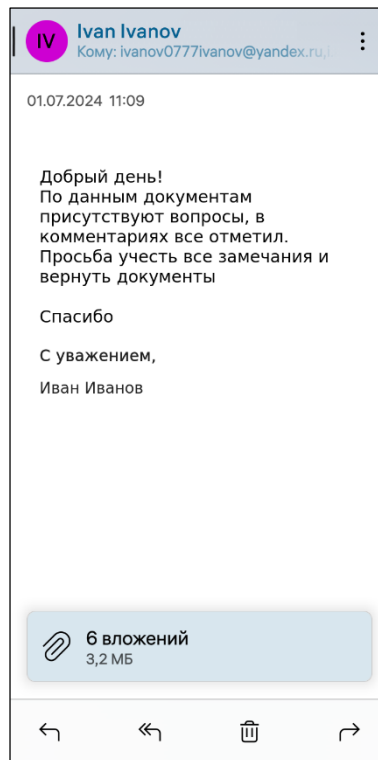 IV
Ivan Ivanov
Кому: ivanov0777ivanov@yandex.ru,
01.07.2024 11:09
Добрый день!
По данным документам
присутствуют вопросы, в
комментариях все отметил.
Просьба учесть все замечания и
вернуть документы
Спасибо
С уважением,
Иван Иванов
6 вложений
3,2 МБ